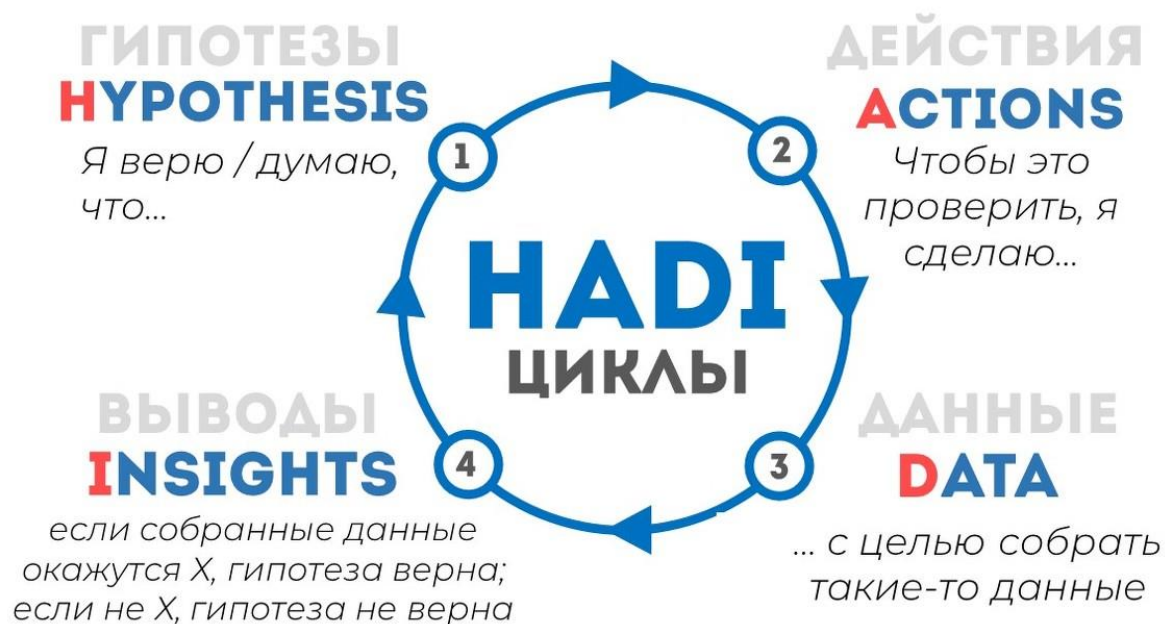 ГИПОТЕЗЫ
HYPOTHESIS
Я верю / думаю,
что...
1
ДЕЙСТВИЯ
ACTIONS
Чтобы это
проверить, я
сделаю...
2
HADI
ЦИКЛЫ
ДАННЫЕ
DATA
... с целью собрать
такие-то данные
3
ВЫВОДЫ
INSIGHTS
если собранные данные
окажутся X, гипотеза верна;
если не X, гипотеза не верна
4